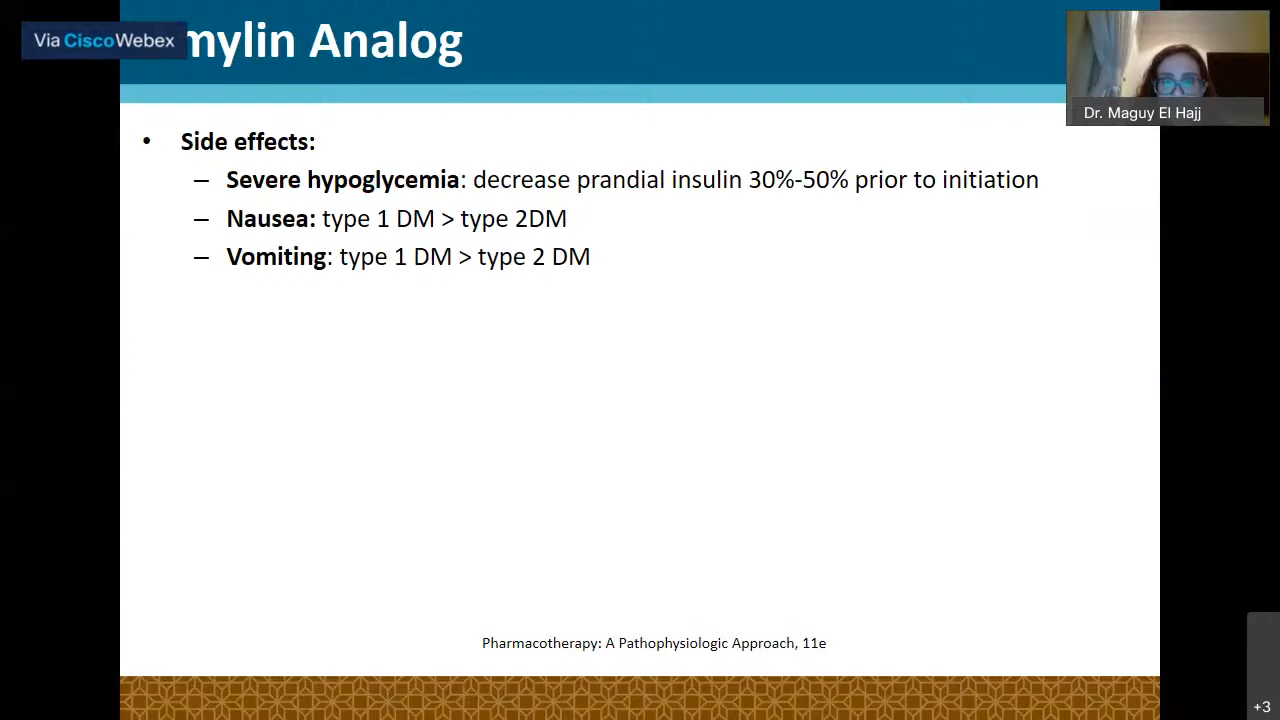 Via CiscoWebex
mylin Analog
Dr. Maguy El Hajj
• Side effects:
– Severe hypoglycemia: decrease prandial insulin 30%-50% prior to initiation
– Nausea: type 1 DM > type 2DM
– Vomiting: type 1 DM > type 2 DM
Pharmacotherapy: A Pathophysiologic Approach, 11e
+3